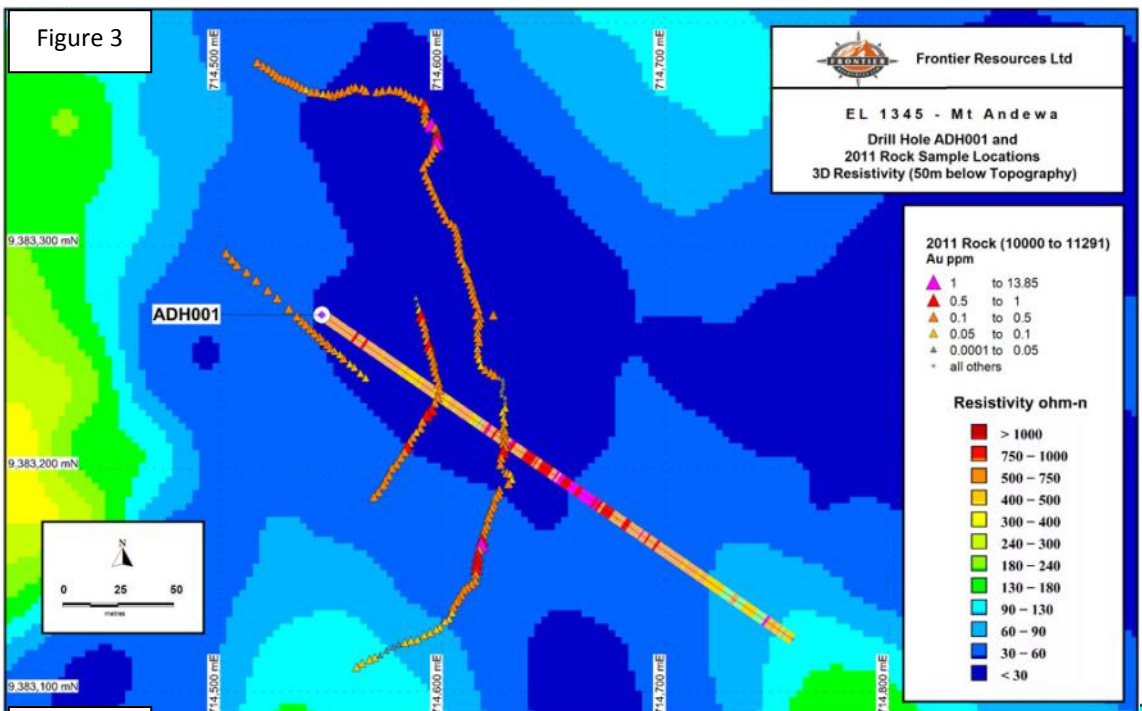 Figure 3
714,500 mE
714,600 mE
714,700 mE
FRONTIER
Frontier Resources Ltd
EL 1345 - Mt Andewa
Drill Hole ADH001 and
2011 Rock Sample Locations
3D Resistivity (50m below Topography)
9,383,300 mN
ADH001
2011 Rock (10000 to 11291)
Au ppm
1 to 13.85
0.5 to 1
0.1 to 0.5
0.05 to 0.1
0.0001 to 0.05
all others
Resistivity ohm-n
> 1000
750 – 1000
500 – 750
400 – 500
300 – 400
240 – 300
180 – 240
130 – 180
90 – 130
60 – 90
30 – 60
< 30
9,383,200 mN
N
0 25 50
metres
9,383,100 mN
714,500 mE
714,600 mE
714,700 mE
714,800 mE